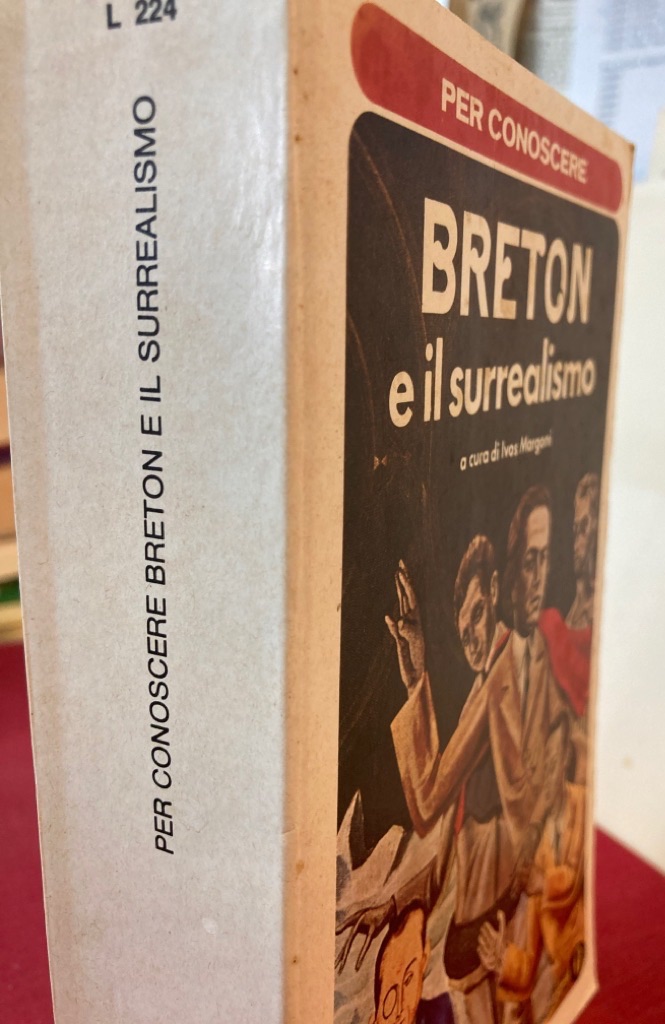 L 224
PER CONOSCERE BRETON E IL SURREALISMO
PER CONOSCERE
BRETON
e il surrealismo
a cura di Ivos Margoni